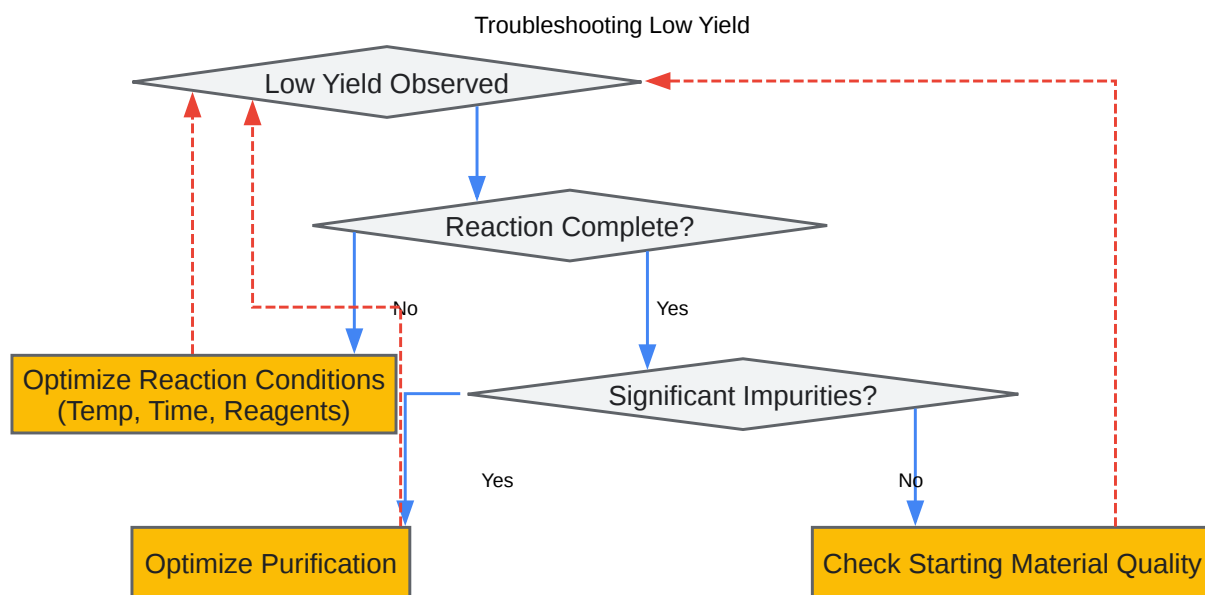 Troubleshooting Low Yield
Low Yield Observed
Reaction Complete?
No
Yes
Optimize Reaction Conditions
(Temp, Time, Reagents)
Significant Impurities?
Yes
No
Optimize Purification
Check Starting Material Quality